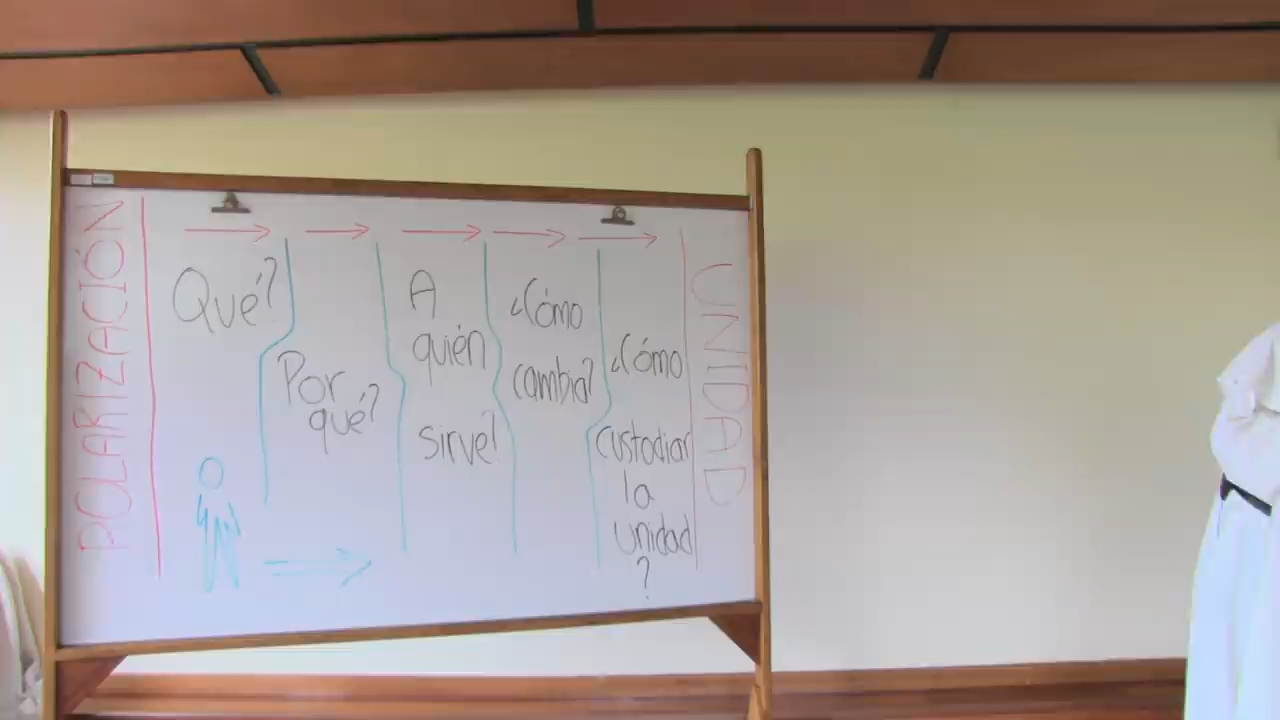 POLARIZACIÓN
Qué?
Por
qué?
A
quién
sirve?
¿Cómo
cambia?
¿Cómo
custodiar
la
unidad
?
UNIDAD